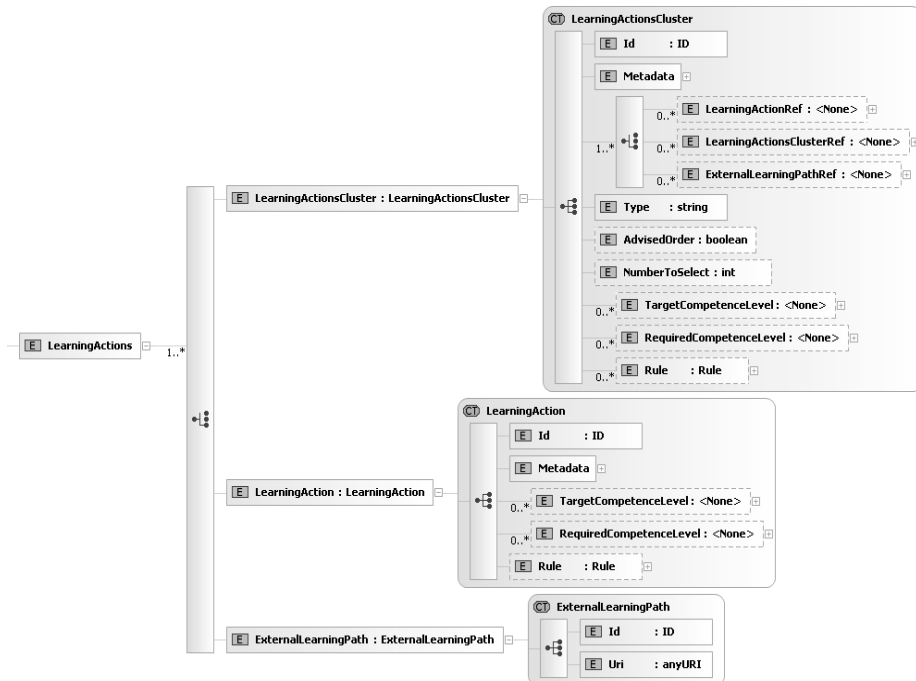 CT LearningActionsCluster
E Id : ID
E Metadata
0..* E LearningActionRef : <None>
1..* 0..* E LearningActionsClusterRef : <None>
0..* E ExternalLearningPathRef : <None>
E LearningActionsCluster : LearningActionsCluster
E Type : string
E AdvisedOrder : boolean
E NumberToSelect : int
0..* E TargetCompetenceLevel : <None>
0..* E RequiredCompetenceLevel : <None>
0..* E Rule : Rule
E LearningActions
1..*
CT LearningAction
E Id : ID
E Metadata
E LearningAction : LearningAction
0..* E TargetCompetenceLevel : <None>
0..* E RequiredCompetenceLevel : <None>
E Rule : Rule
CT ExternalLearningPath
E ExternalLearningPath : ExternalLearningPath
E Id : ID
E Uri : anyURI